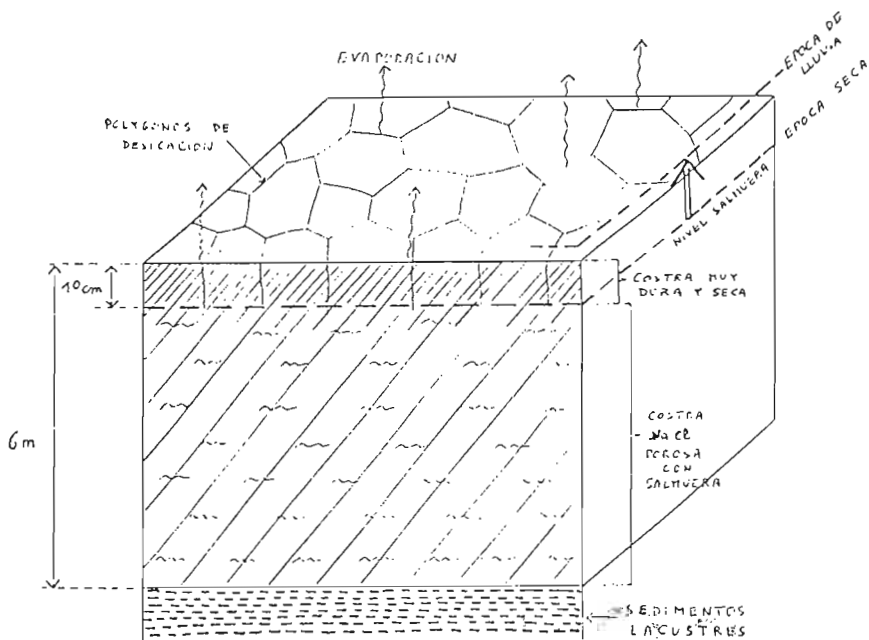 EVAPORACION
EPOCA DE
LLUVIA
EPOCA SECA
POLYGONOS DE
DESICACION
NIVEL SALMUERA
10cm
COSTRA MUY
DURA Y SECA
6m
COSTRA
NaCl
POROSA
CON
SALMUERA
SEDIMENTOS
LACUSTRES